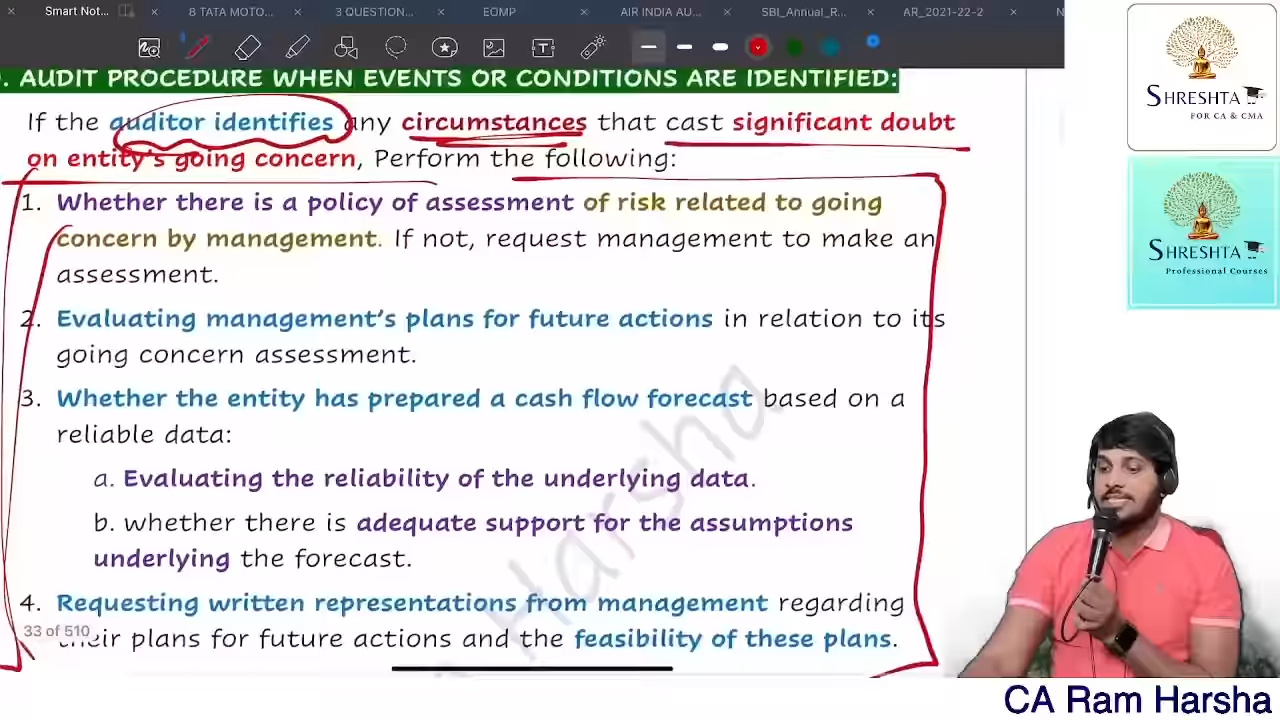 Smart Not...
8 TATA MOTO...
3 QUESTION...
EOMP
AIR INDIA AU...
SBI_Annual_R...
AR_2021-22-2
N
. AUDIT PROCEDURE WHEN EVENTS OR CONDITIONS ARE IDENTIFIED:
If the auditor identifies any circumstances that cast significant doubt
on entity's going concern, Perform the following:
1. Whether there is a policy of assessment of risk related to going
concern by management. If not, request management to make an
assessment.
2. Evaluating management's plans for future actions in relation to its
going concern assessment.
3. Whether the entity has prepared a cash flow forecast based on a
reliable data:
a. Evaluating the reliability of the underlying data.
b. whether there is adequate support for the assumptions
underlying the forecast.
4. Requesting written representations from management regarding
their plans for future actions and the feasibility of these plans.
33 of 510
Harsha
SHRESHTA
FOR CA & CMA
SHRESHTA
Professional Courses
CA Ram Harsha